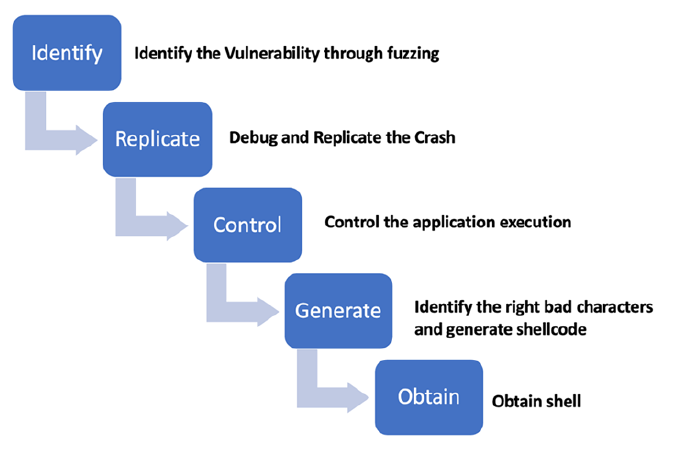 Identify
Identify the Vulnerability through fuzzing
Replicate
Debug and Replicate the Crash
Control
Control the application execution
Generate
Identify the right bad characters
and generate shellcode
Obtain
Obtain shell